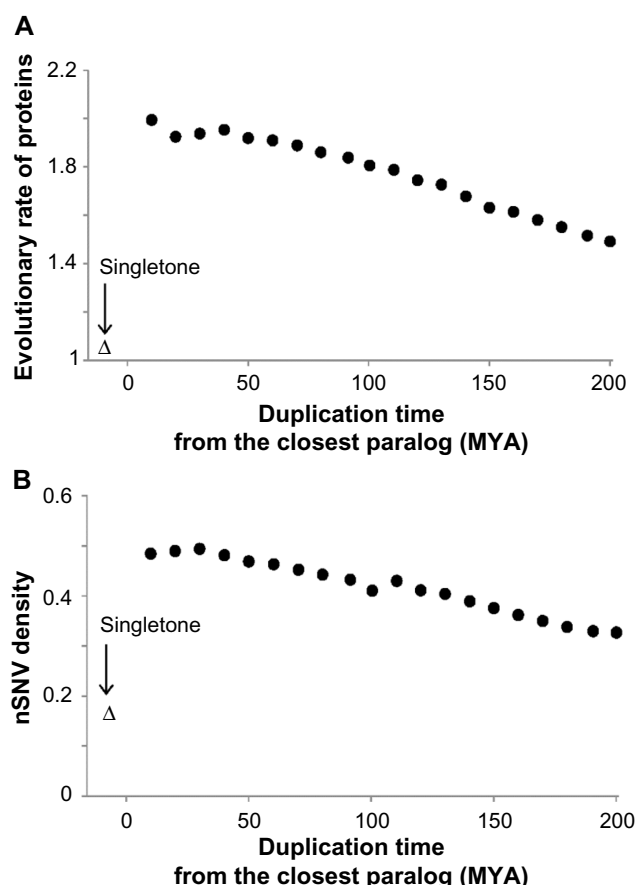 A
Evolutionary rate of proteins
2.2
1.8
1.4
1
Singletone
Δ
0 50 100 150 200
Duplication time
from the closest paralog (MYA)
B
nSNV density
0.6
0.4
0.2
0
Singletone
Δ
0 50 100 150 200
Duplication time
from the closest paralog (MYA)